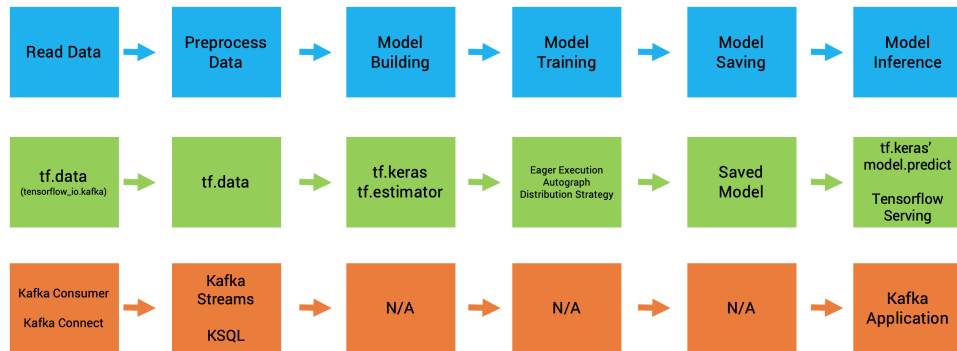 Read Data
Preprocess
Data
Model
Building
Model
Training
Model
Saving
Model
Inference
tf.data
(tensorflow_io.kafka)
tf.data
tf.keras
tf.estimator
Eager Execution
Autograph
Distribution Strategy
Saved
Model
tf.keras’
model.predict
Tensorflow
Serving
Kafka Consumer
Kafka Connect
Kafka
Streams
KSQL
N/A
N/A
N/A
Kafka
Application